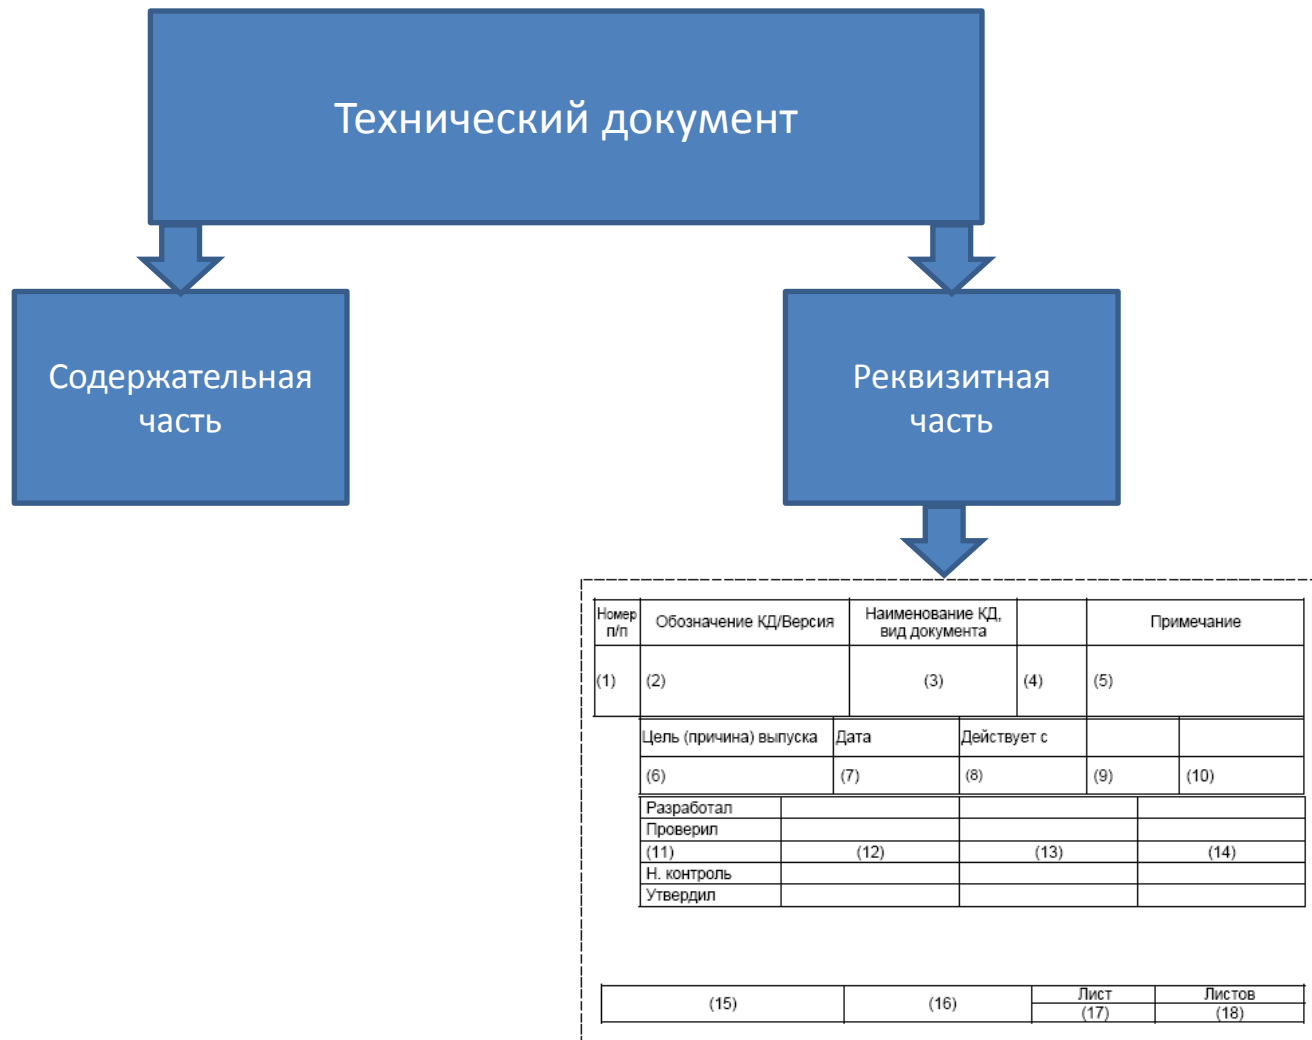 Технический документ
Содержательная
часть
Реквизитная
часть
Номер
п/п
Обозначение КД/Версия
Наименование КД,
вид документа
Примечание
(1)
(2)
(3)
(4)
(5)
Цель (причина) выпуска
Дата
Действует с
(6)
(7)
(8)
(9)
(10)
Разработал
Проверил
(11)
(12)
(13)
(14)
Н. контроль
Утвердил
(15)
(16)
Лист
Листов
(17)
(18)